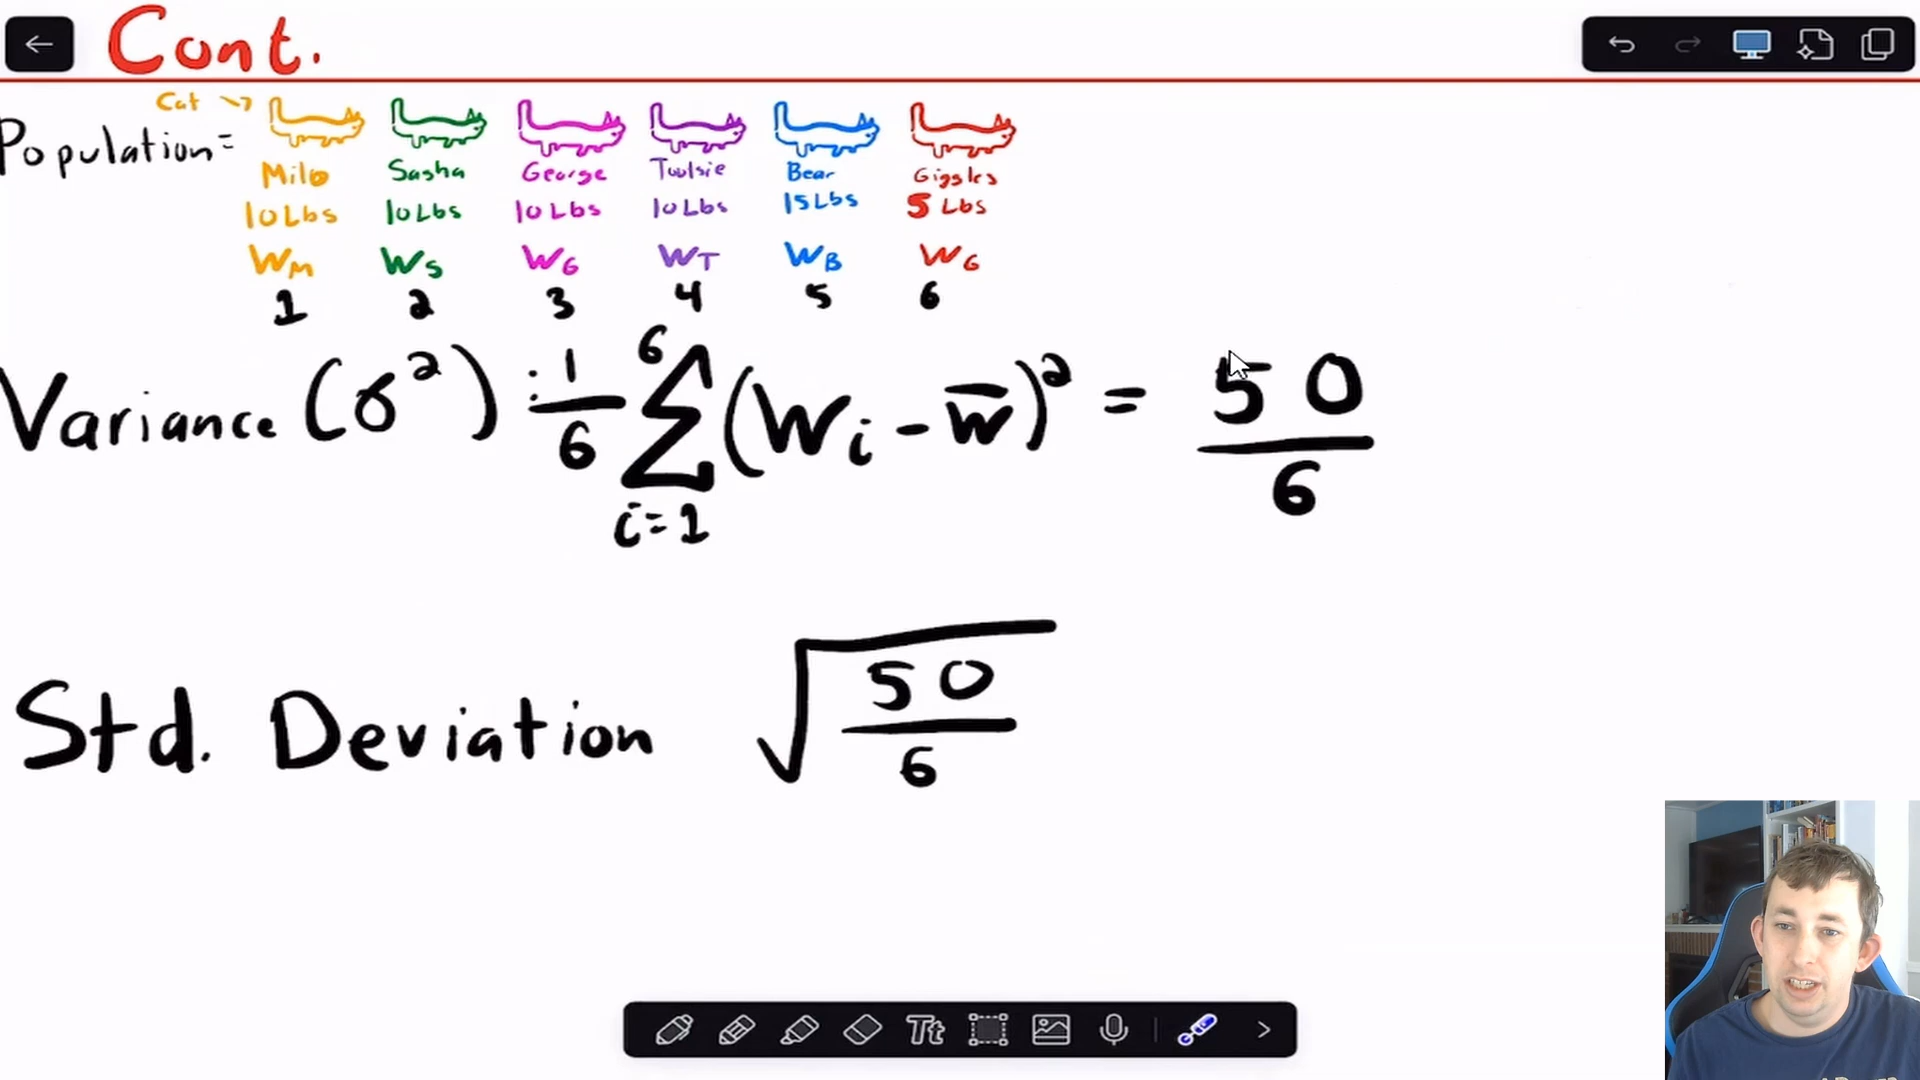 Cont.
Cat →
Population=
Milo Sasha George Toolsie Bear Giggles
10 Lbs 10 Lbs 10 Lbs 10 Lbs 15 Lbs 5 Lbs
W_M W_S W_G W_T W_B W_G
1 2 3 4 5 6
Variance (σ²) : 1/6 6 Σ i=1 (W_i - w̅)² = 50/6
Std. Deviation √(50/6)
Tt